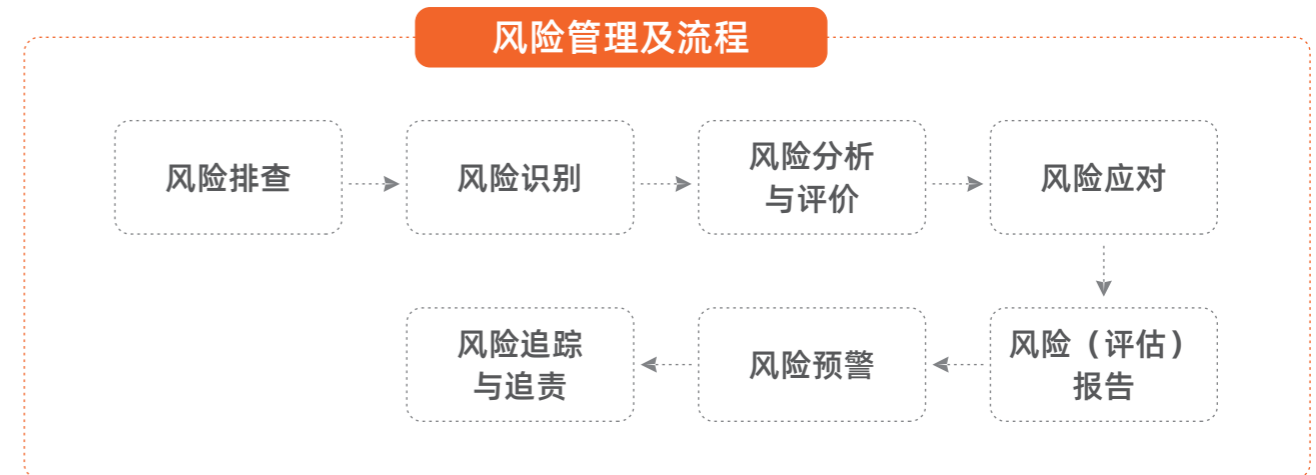 风险管理及流程
风险排查
风险识别
风险分析
与评价
风险应对
风险（评估）
报告
风险预警
风险追踪
与追责